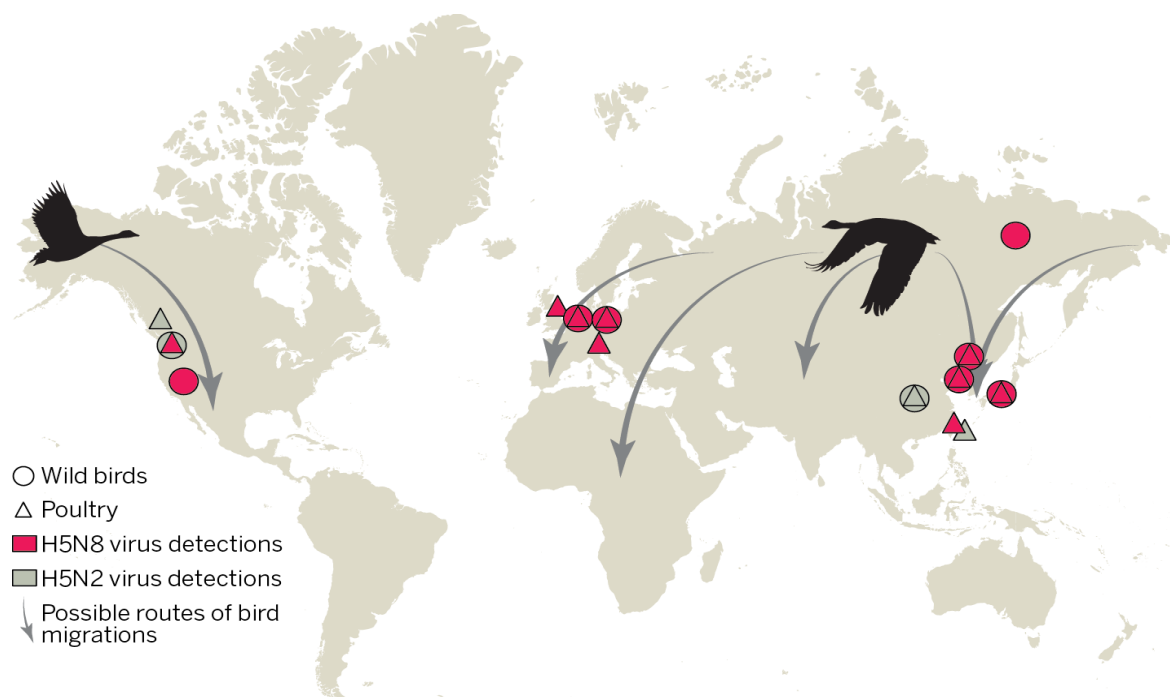 Wild birds
Poultry
H5N8 virus detections
H5N2 virus detections
Possible routes of bird
migrations